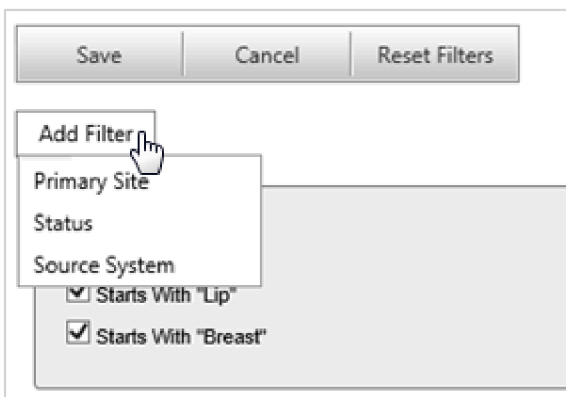 Save Cancel Reset Filters
Add Filter
Primary Site
Status
Source System
Starts With "Lip"
Starts With "Breast"